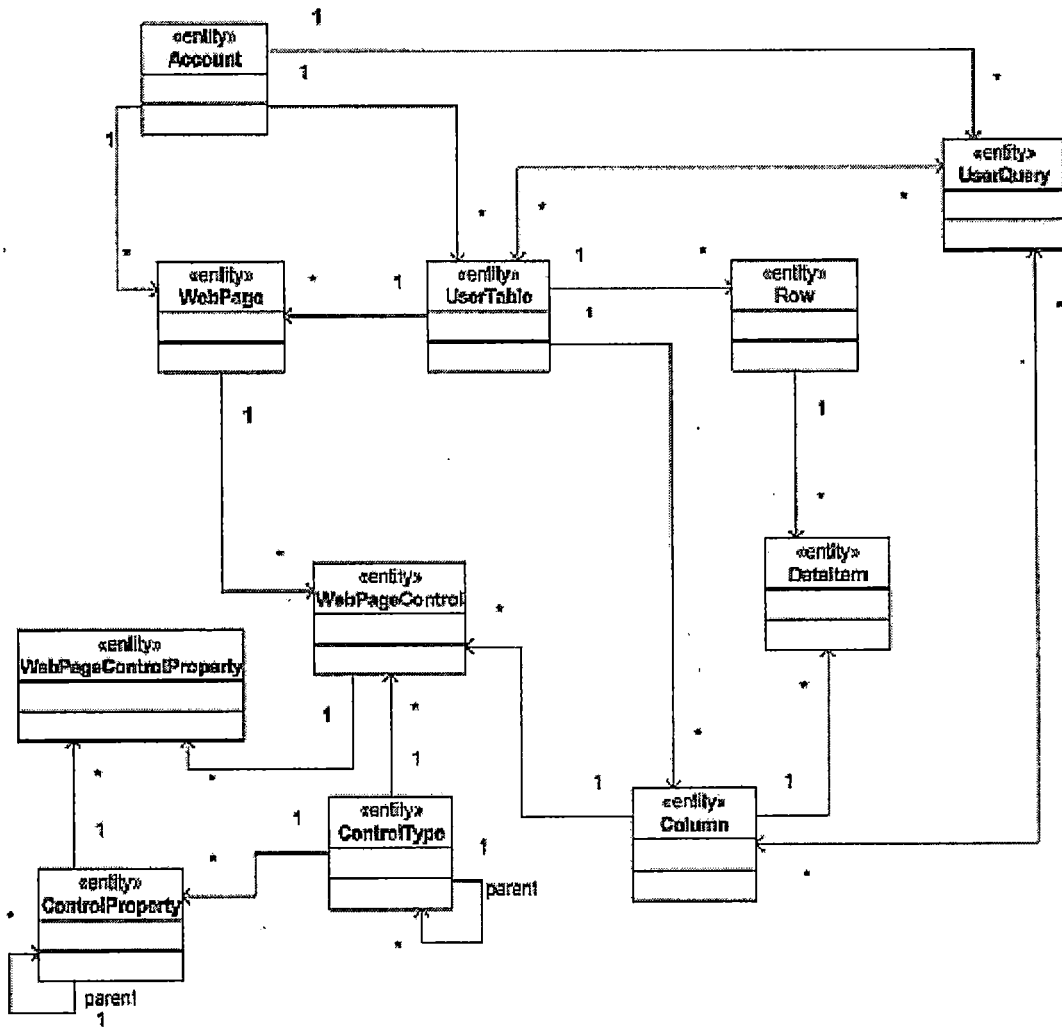 1
«entity»
Account
1
1
*
«entity»
UserQuery
*
*
*
1
*
*
*
1
1
«entity»
WebPage
«entity»
UserTable
«entity»
Row
1
*
1
1
*
*
*
«entity»
DataItem
«entity»
WebPageControl
*
«entity»
WebPageControlProperty
*
1
*
*
*
1
1
1
*
1
«entity»
ControlType
«entity»
Column
1
*
1
*
parent
«entity»
ControlProperty
*
*
parent
1